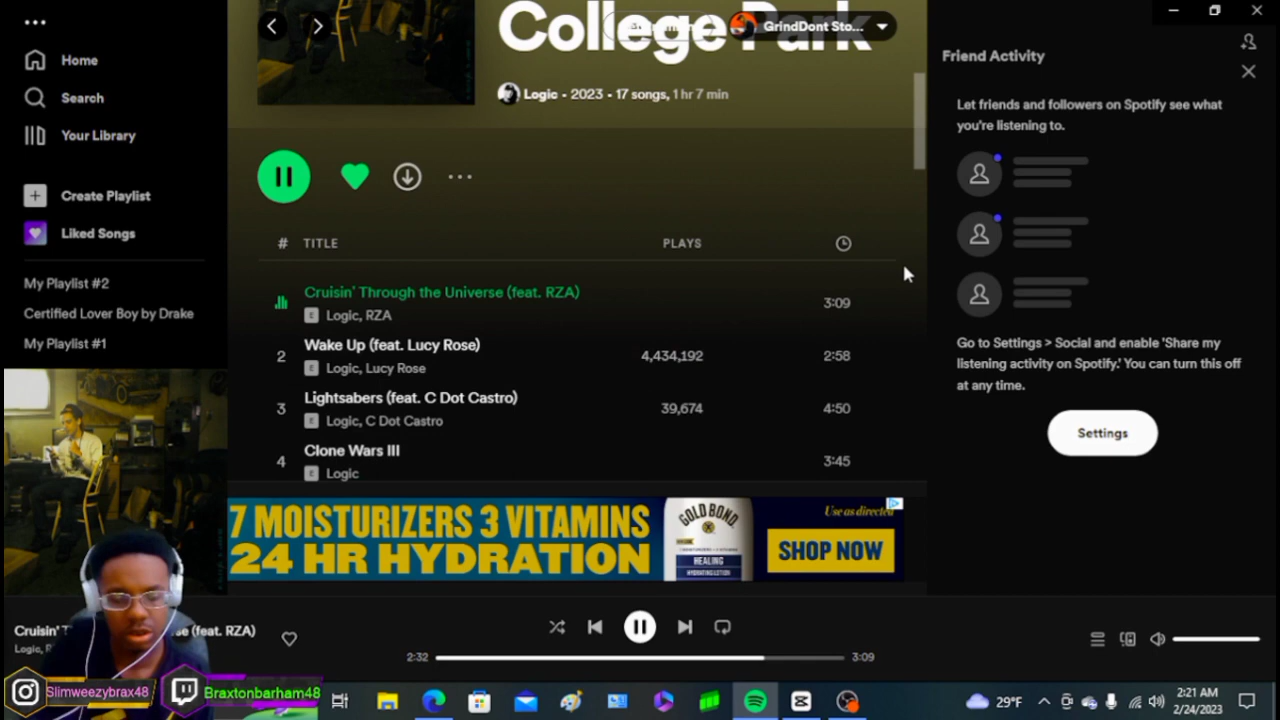 Home
Search
Your Library
Create Playlist
Liked Songs
My Playlist #2
Certified Lover Boy by Drake
My Playlist #1
College Park
GrindDont Sto...
Logic • 2023 • 17 songs, 1 hr 7 min
# TITLE PLAYS
Cruisin' Through the Universe (feat. RZA) 3:09
E Logic, RZA
2 Wake Up (feat. Lucy Rose) 4,434,192 2:58
E Logic, Lucy Rose
3 Lightsabers (feat. C Dot Castro) 39,674 4:50
E Logic, C Dot Castro
4 Clone Wars III 3:45
E Logic
7 MOISTURIZERS 3 VITAMINS
24 HR HYDRATION
GOLD BOND
HEALING
HYDRATING LOTION
Use as directed
SHOP NOW
Friend Activity
Let friends and followers on Spotify see what
you're listening to.
Go to Settings > Social and enable 'Share my
listening activity on Spotify.' You can turn this off
at any time.
Settings
Cruisin' T se (feat. RZA)
Logic, R
2:32 3:09
Slimweezybrax48
Braxtonbarham48
29°F
2:21 AM
2/24/2023